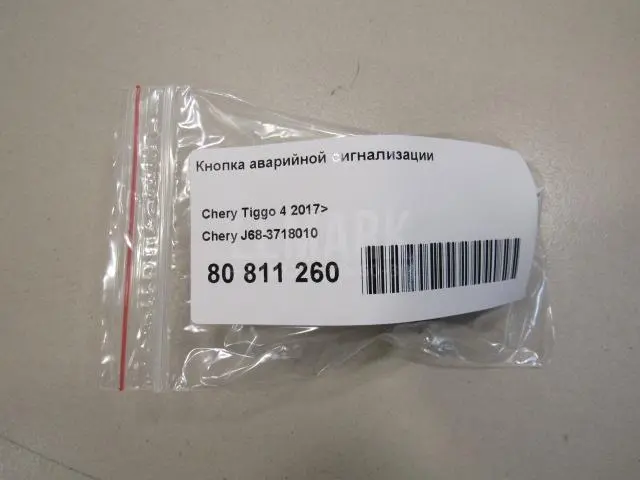 Кнопка аварийной сигнализации
Chery Tiggo 4 2017>
Chery J68-3718010
80 811 260